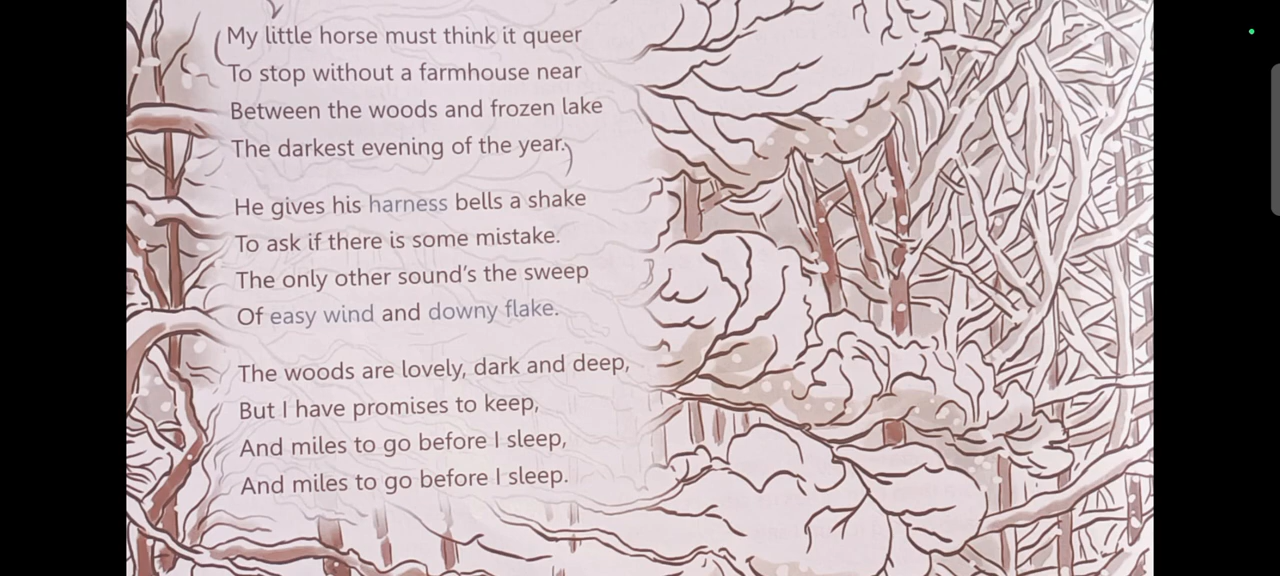 My little horse must think it queer
To stop without a farmhouse near
Between the woods and frozen lake
The darkest evening of the year.
He gives his harness bells a shake
To ask if there is some mistake.
The only other sound's the sweep
Of easy wind and downy flake.
The woods are lovely, dark and deep,
But I have promises to keep,
And miles to go before I sleep,
And miles to go before I sleep.